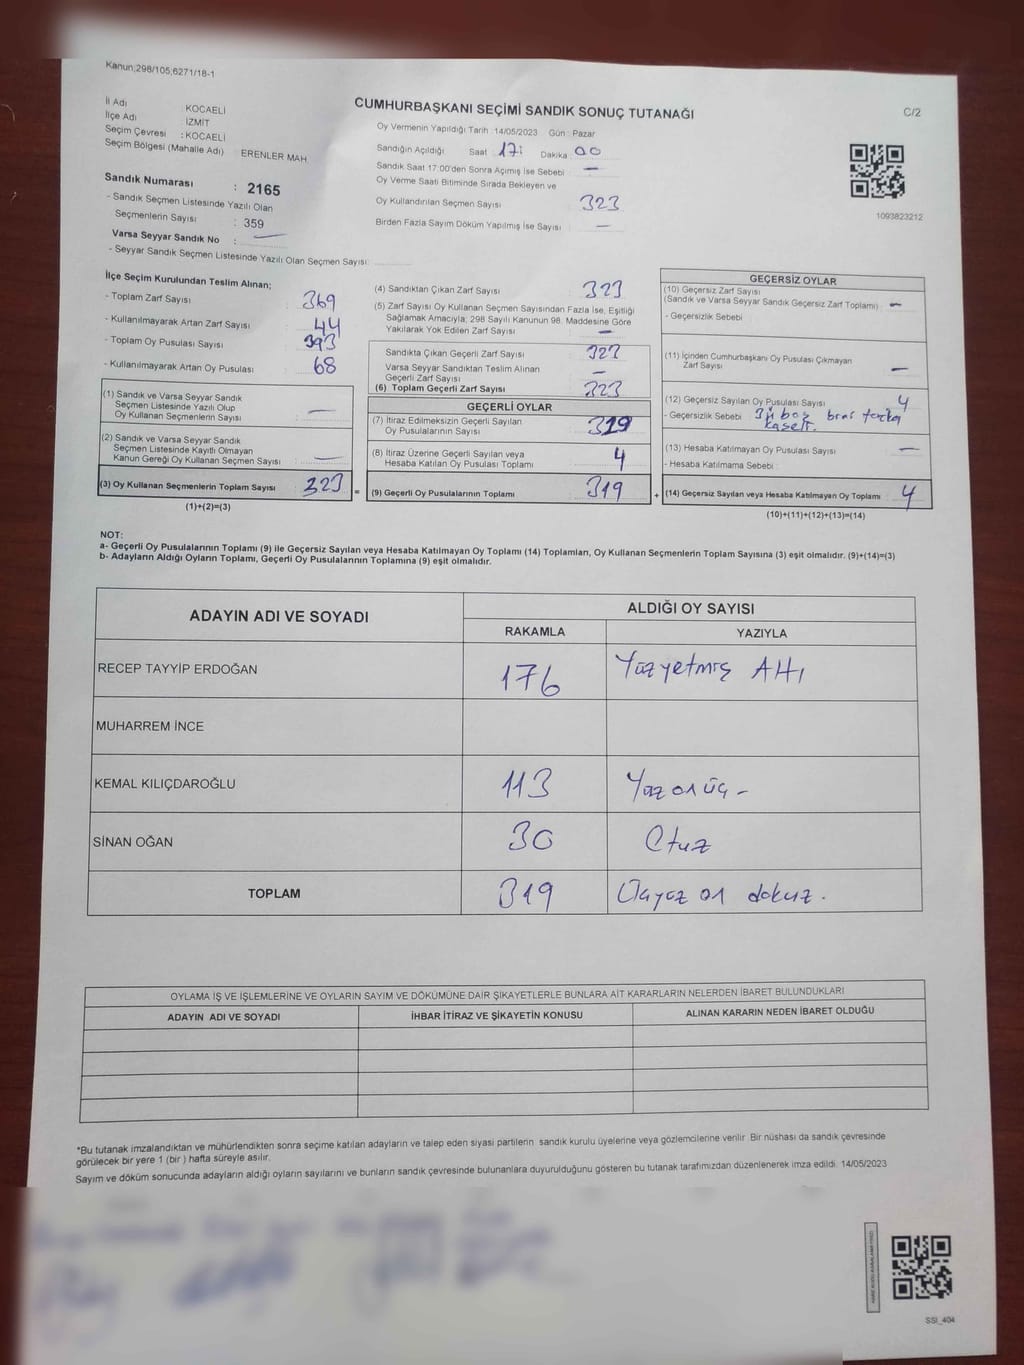 Kanun;298/105;6271/18-1
İl Adı KOCAELİ
İlçe Adı İZMİT
Seçim Çevresi : KOCAELİ
Seçim Bölgesi (Mahalle Adı) ERENLER MAH
Sandık Numarası : 2165
- Sandık Seçmen Listesinde Yazılı Olan
Seçmenlerin Sayısı : 359
Varsa Seyyar Sandık No : —
- Seyyar Sandık Seçmen Listesinde Yazılı Olan Seçmen Sayısı:
CUMHURBAŞKANI SEÇİMİ SANDIK SONUÇ TUTANAĞI
Oy Vermenin Yapıldığı Tarih 14/05/2023 Gün : Pazar
Sandığın Açıldığı Saat 17: Dakika : 00
Sandık Saat 17:00'den Sonra Açımış İse Sebebi : —
Oy Verme Saati Bitiminde Sırada Bekleyen ve
Oy Kullandırılan Seçmen Sayısı : 323
Birden Fazla Sayım Döküm Yapılmış İse Sayısı : —
C/2
1093823212
İlçe Seçim Kurulundan Teslim Alınan;
- Toplam Zarf Sayısı : 369
- Kullanılmayarak Artan Zarf Sayısı : 44
- Toplam Oy Pusulası Sayısı : 393
- Kullanılmayarak Artan Oy Pusulası : 68
(1) Sandık ve Varsa Seyyar Sandık
Seçmen Listesinde Yazılı Olup
Oy Kullanan Seçmenlerin Sayısı : —
(2) Sandık ve Varsa Seyyar Sandık
Seçmen Listesinde Kayıtlı Olmayan
Kanun Gereği Oy Kullanan Seçmen Sayısı : —
(3) Oy Kullanan Seçmenlerin Toplam Sayısı : 323
(1)+(2)=(3)
=
(4) Sandıktan Çıkan Zarf Sayısı : 323
(5) Zarf Sayısı Oy Kullanan Seçmen Sayısından Fazla İse, Eşitliği
Sağlamak Amacıyla; 298 Sayılı Kanunun 98. Maddesine Göre
Yakılarak Yok Edilen Zarf Sayısı : —
Sandıkta Çıkan Geçerli Zarf Sayısı : 323
Varsa Seyyar Sandıktan Teslim Alınan
Geçerli Zarf Sayısı : —
(6) Toplam Geçerli Zarf Sayısı : 323
GEÇERLİ OYLAR
(7) İtiraz Edilmeksizin Geçerli Sayılan
Oy Pusulalarının Sayısı : 319
(8) İtiraz Üzerine Geçerli Sayılan veya
Hesaba Katılan Oy Pusulası Toplamı : 4
(9) Geçerli Oy Pusulalarının Toplamı : 319
+
GEÇERSİZ OYLAR
(10) Geçersiz Zarf Sayısı
(Sandık ve Varsa Seyyar Sandık Geçersiz Zarf Toplamı) : —
- Geçersizlik Sebebi :
(11) İçinden Cumhurbaşkanı Oy Pusulası Çıkmayan
Zarf Sayısı : —
(12) Geçersiz Sayılan Oy Pusulası Sayısı : 4
- Geçersizlik Sebebi :
(13) Hesaba Katılmayan Oy Pusulası Sayısı : —
- Hesaba Katılmama Sebebi :
(14) Geçersiz Sayılan veya Hesaba Katılmayan Oy Toplamı : 4
(10)+(11)+(12)+(13)=(14)
NOT:
a- Geçerli Oy Pusulalarının Toplamı (9) ile Geçersiz Sayılan veya Hesaba Katılmayan Oy Toplamı (14) Toplamları, Oy Kullanan Seçmenlerin Toplam Sayısına (3) eşit olmalıdır. (9)+(14)=(3)
b- Adayların Aldığı Oyların Toplamı, Geçerli Oy Pusulalarının Toplamına (9) eşit olmalıdır.
ADAYIN ADI VE SOYADI
ALDIĞI OY SAYISI
RAKAMLA YAZIYLA
RECEP TAYYİP ERDOĞAN 176 Yüz yetmiş Altı
MUHARREM İNCE
KEMAL KILIÇDAROĞLU 113 Yüz on üç -
SİNAN OĞAN 30 Otuz
TOPLAM 319 Üçyüz on dokuz.
OYLAMA İŞ VE İŞLEMLERİNE VE OYLARIN SAYIM VE DÖKÜMÜNE DAİR ŞİKAYETLERLE BUNLARA AİT KARARLARIN NELERDEN İBARET BULUNDUKLARI
ADAYIN ADI VE SOYADI İHBAR İTİRAZ VE ŞİKAYETİN KONUSU ALINAN KARARIN NEDEN İBARET OLDUĞU
*Bu tutanak imzalandıktan ve mühürlendikten sonra seçime katılan adayların ve talep eden siyasi partilerin sandık kurulu üyelerine veya gözlemcilerine verilir. Bir nüshası da sandık çevresinde
görülecek bir yere 1 (bir ) hafta süreyle asılır.
Sayım ve döküm sonucunda adayların aldığı oyların sayılarını ve bunların sandık çevresinde bulunanlara duyurulduğunu gösteren bu tutanak tarafımızdan düzenlenerek imza edildi. 14/05/2023
SSI_404